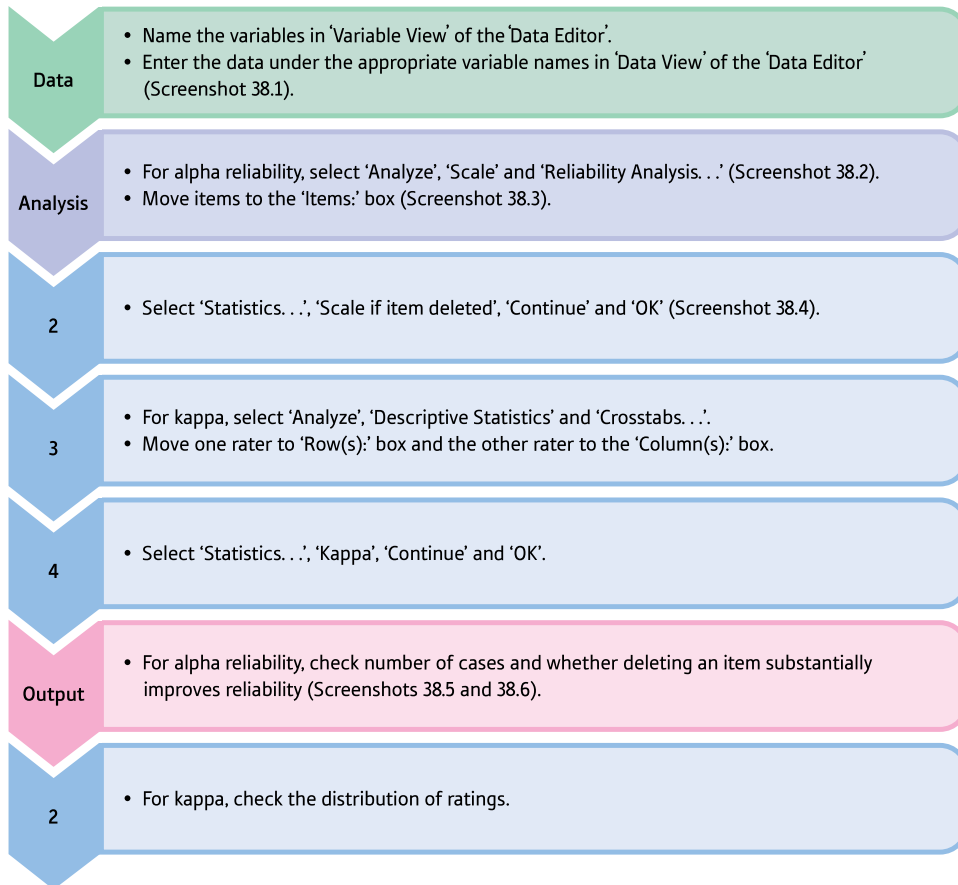 Data
• Name the variables in ‘Variable View’ of the ‘Data Editor’.
• Enter the data under the appropriate variable names in ‘Data View’ of the ‘Data Editor’
(Screenshot 38.1).
Analysis
• For alpha reliability, select ‘Analyze’, ‘Scale’ and ‘Reliability Analysis. . .’ (Screenshot 38.2).
• Move items to the ‘Items:’ box (Screenshot 38.3).
2
• Select ‘Statistics. . .’, ‘Scale if item deleted’, ‘Continue’ and ‘OK’ (Screenshot 38.4).
3
• For kappa, select ‘Analyze’, ‘Descriptive Statistics’ and ‘Crosstabs. . .’.
• Move one rater to ‘Row(s):’ box and the other rater to the ‘Column(s):’ box.
4
• Select ‘Statistics. . .’, ‘Kappa’, ‘Continue’ and ‘OK’.
Output
• For alpha reliability, check number of cases and whether deleting an item substantially
improves reliability (Screenshots 38.5 and 38.6).
2
• For kappa, check the distribution of ratings.